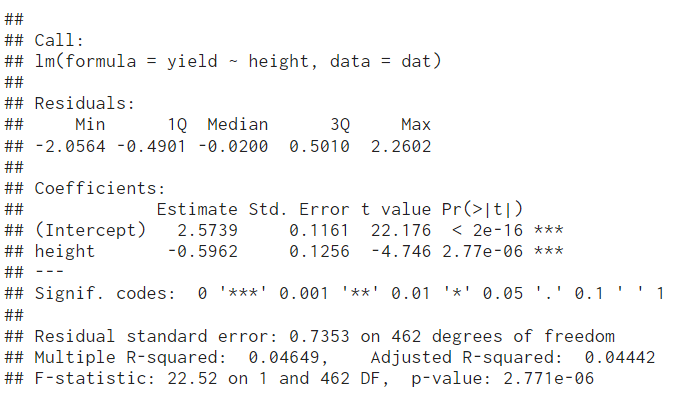 ##
## Call:
## lm(formula = yield ~ height, data = dat)
##
## Residuals:
##     Min      1Q  Median      3Q     Max
## -2.0564 -0.4901 -0.0200  0.5010  2.2602
##
## Coefficients:
##             Estimate Std. Error t value Pr(>|t|)
## (Intercept)   2.5739     0.1161  22.176  < 2e-16 ***
## height       -0.5962     0.1256  -4.746 2.77e-06 ***
## ---
## Signif. codes:  0 '***' 0.001 '**' 0.01 '*' 0.05 '.' 0.1 ' ' 1
##
## Residual standard error: 0.7353 on 462 degrees of freedom
## Multiple R-squared:  0.04649,    Adjusted R-squared:  0.04442
## F-statistic: 22.52 on 1 and 462 DF,  p-value: 2.771e-06